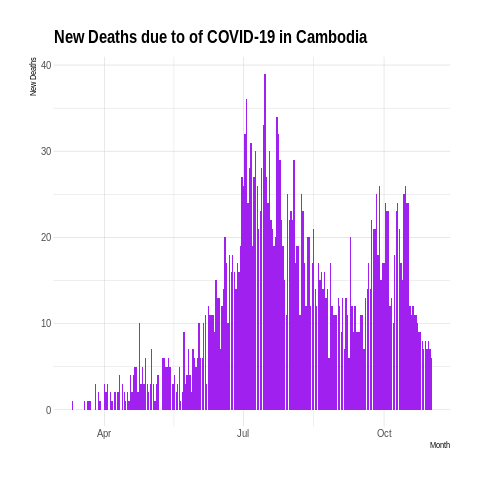 New Deaths due to of COVID-19 in Cambodia
New Deaths
40
30
20
10
0
Apr
Jul
Oct
Month